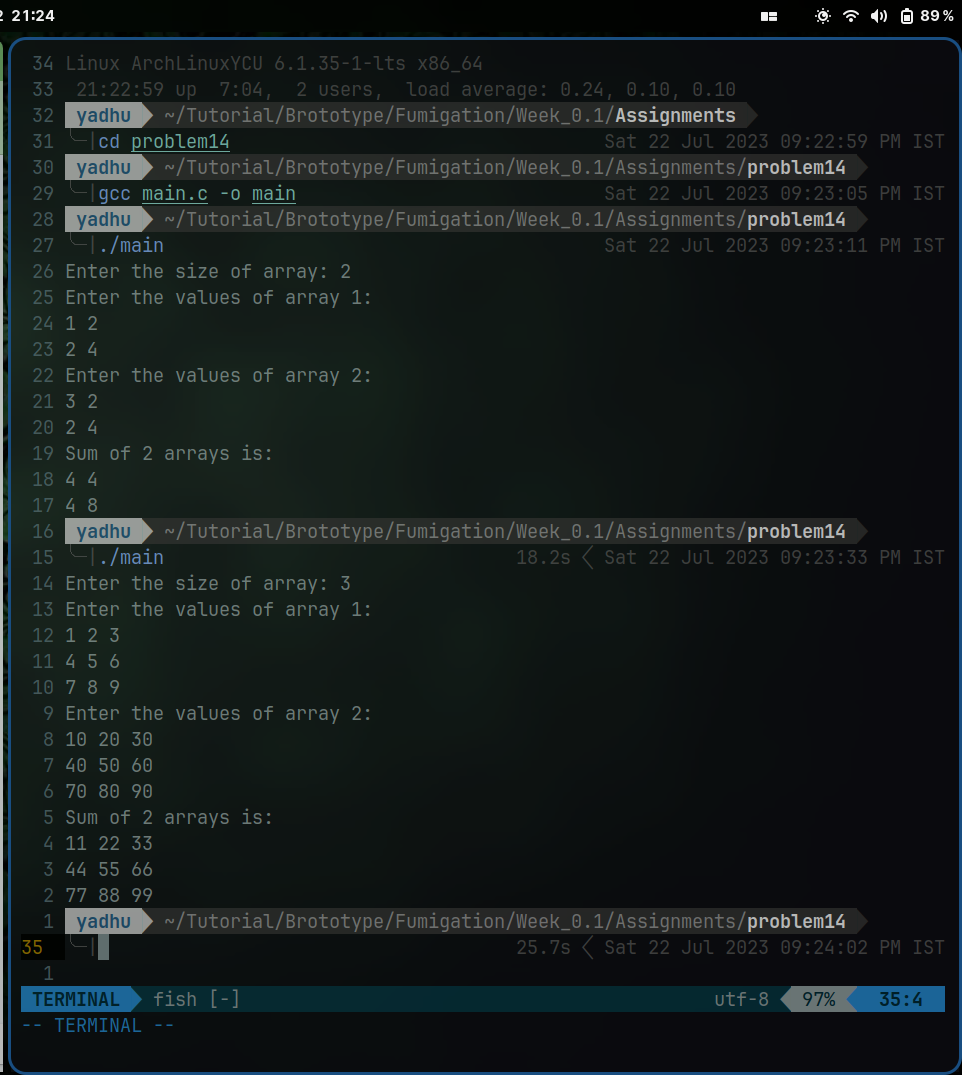 2 21:24 89%
34 Linux ArchLinuxYCU 6.1.35-1-lts x86_64
33 21:22:59 up 7:04, 2 users, load average: 0.24, 0.10, 0.10
32 yadhu ~/Tutorial/Brototype/Fumigation/Week_0.1/Assignments
31 cd problem14 Sat 22 Jul 2023 09:22:59 PM IST
30 yadhu ~/Tutorial/Brototype/Fumigation/Week_0.1/Assignments/problem14
29 gcc main.c -o main Sat 22 Jul 2023 09:23:05 PM IST
28 yadhu ~/Tutorial/Brototype/Fumigation/Week_0.1/Assignments/problem14
27 ./main Sat 22 Jul 2023 09:23:11 PM IST
26 Enter the size of array: 2
25 Enter the values of array 1:
24 1 2
23 2 4
22 Enter the values of array 2:
21 3 2
20 2 4
19 Sum of 2 arrays is:
18 4 4
17 4 8
16 yadhu ~/Tutorial/Brototype/Fumigation/Week_0.1/Assignments/problem14
15 ./main 18.2s Sat 22 Jul 2023 09:23:33 PM IST
14 Enter the size of array: 3
13 Enter the values of array 1:
12 1 2 3
11 4 5 6
10 7 8 9
9 Enter the values of array 2:
8 10 20 30
7 40 50 60
6 70 80 90
5 Sum of 2 arrays is:
4 11 22 33
3 44 55 66
2 77 88 99
1 yadhu ~/Tutorial/Brototype/Fumigation/Week_0.1/Assignments/problem14
35 25.7s Sat 22 Jul 2023 09:24:02 PM IST
1
TERMINAL fish [-] utf-8 97% 35:4
-- TERMINAL --